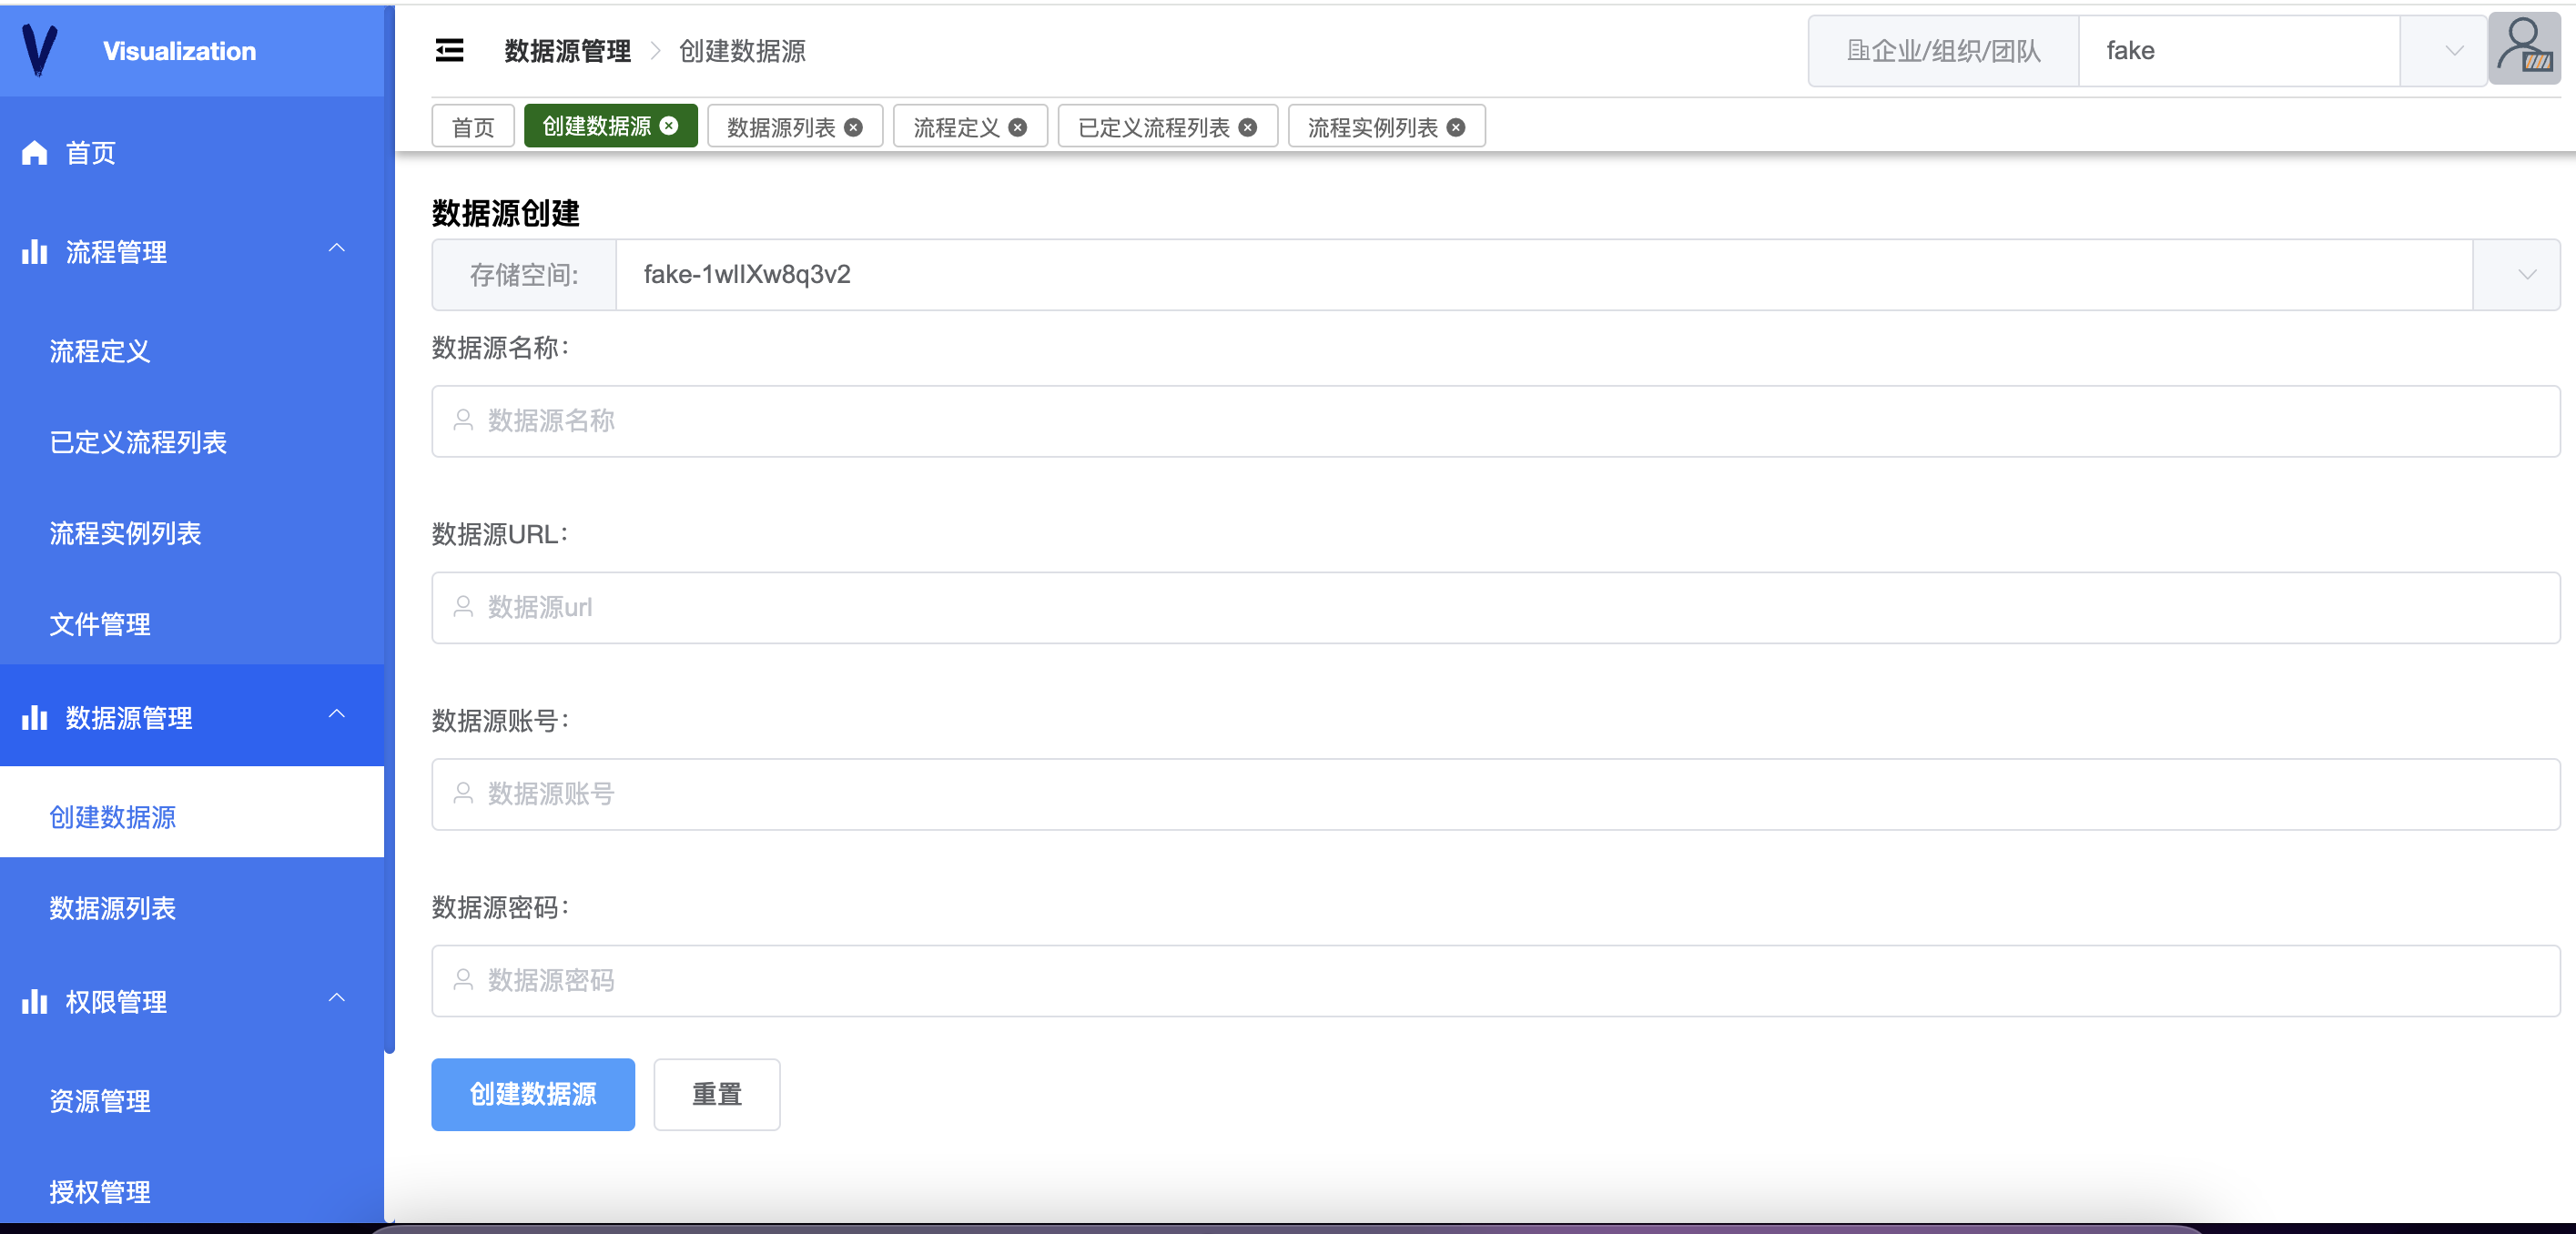 Visualization
首页
流程管理
流程定义
已定义流程列表
流程实例列表
文件管理
数据源管理
创建数据源
数据源列表
权限管理
资源管理
授权管理
数据源管理 > 创建数据源
企业/组织/团队 fake
首页 创建数据源 数据源列表 流程定义 已定义流程列表 流程实例列表
数据源创建
存储空间: fake-1wlIXw8q3v2
数据源名称：
数据源名称
数据源URL：
数据源url
数据源账号：
数据源账号
数据源密码：
数据源密码
创建数据源 重置